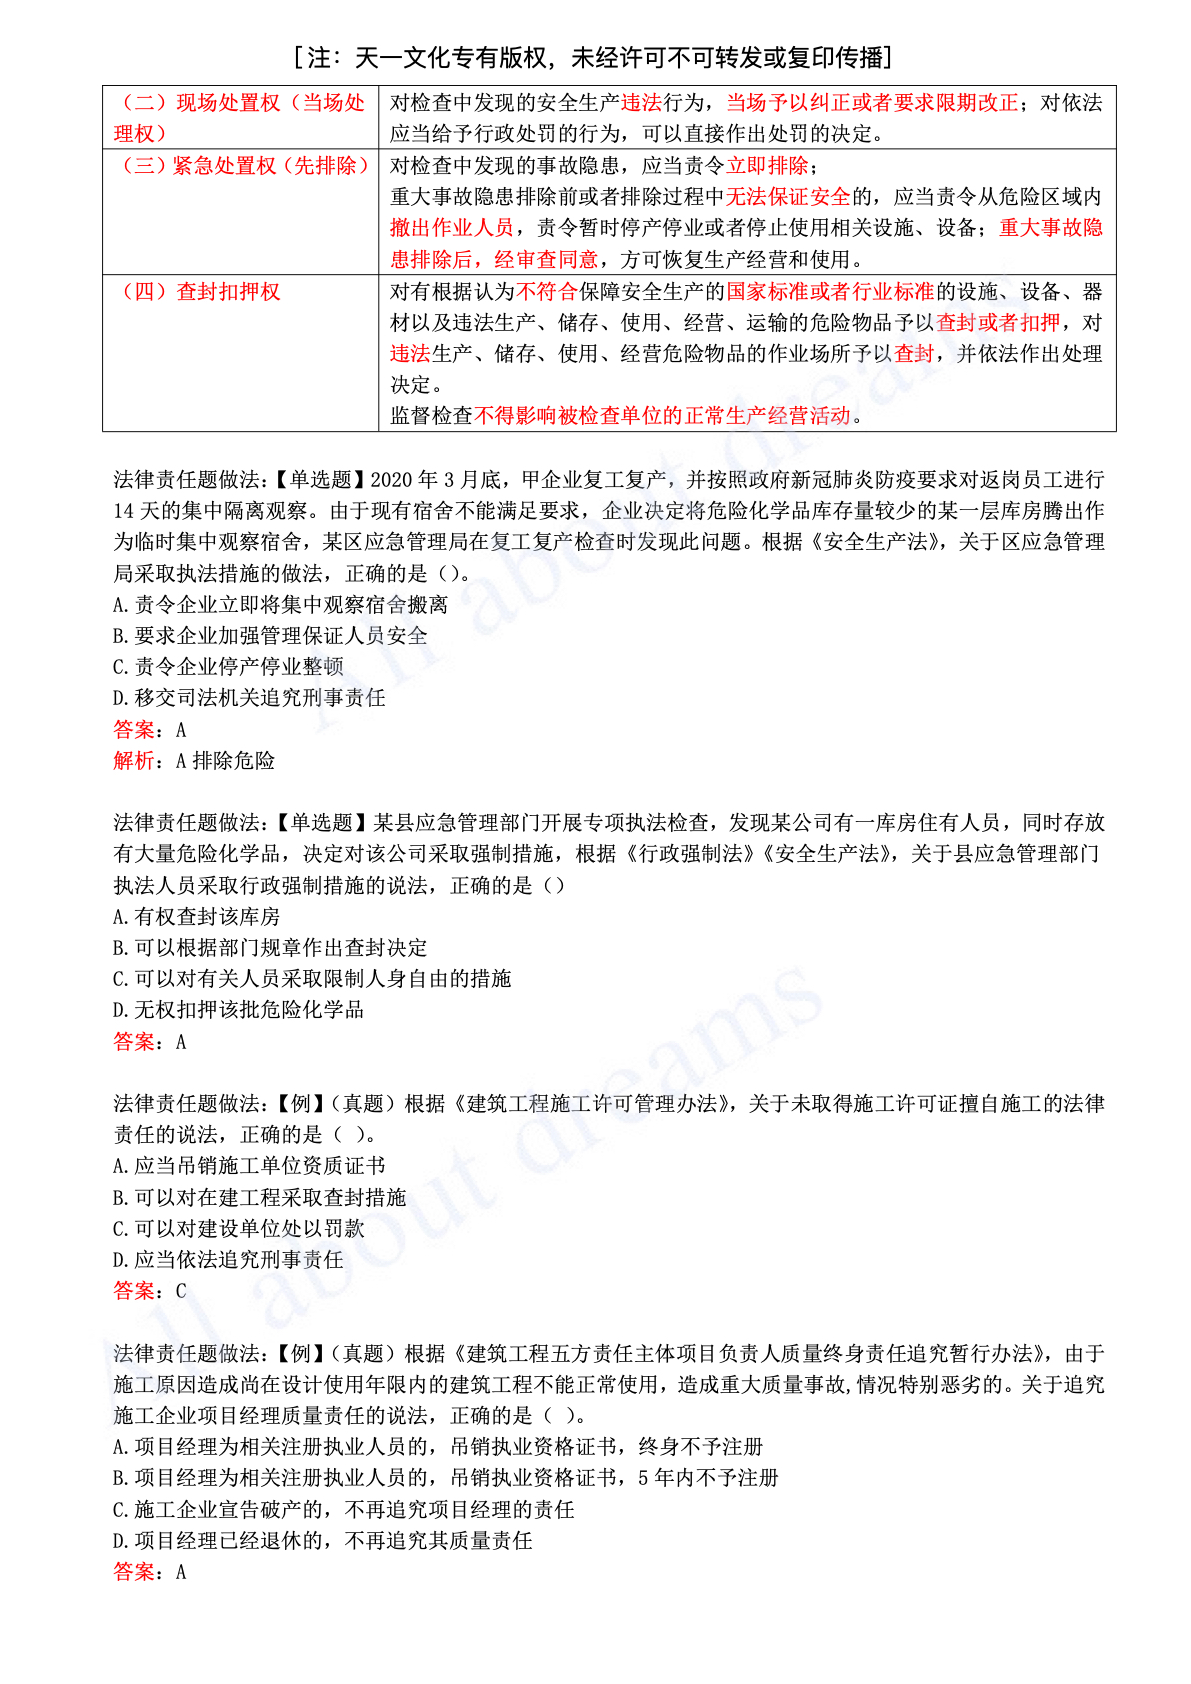 [注：天一文化专有版权，未经许可不可转发或复印传播]
（二）现场处置权（当场处
理权）
对检查中发现的安全生产违法行为，当场予以纠正或者要求限期改正；对依法
应当给予行政处罚的行为，可以直接作出处罚的决定。
（三）紧急处置权（先排除）
对检查中发现的事故隐患，应当责令立即排除；
重大事故隐患排除前或者排除过程中无法保证安全的，应当责令从危险区域内
撤出作业人员，责令暂时停产停业或者停止使用相关设施、设备；重大事故隐
患排除后，经审查同意，方可恢复生产经营和使用。
（四）查封扣押权
对有根据认为不符合保障安全生产的国家标准或者行业标准的设施、设备、器
材以及违法生产、储存、使用、经营、运输的危险物品予以查封或者扣押，对
违法生产、储存、使用、经营危险物品的作业场所予以查封，并依法作出处理
决定。
监督检查不得影响被检查单位的正常生产经营活动。
法律责任题做法：【单选题】2020 年 3 月底，甲企业复工复产，并按照政府新冠肺炎防疫要求对返岗员工进行
14 天的集中隔离观察。由于现有宿舍不能满足要求，企业决定将危险化学品库存量较少的某一层库房腾出作
为临时集中观察宿舍，某区应急管理局在复工复产检查时发现此问题。根据《安全生产法》，关于区应急管理
局采取执法措施的做法，正确的是（）。
A.责令企业立即将集中观察宿舍搬离
B.要求企业加强管理保证人员安全
C.责令企业停产停业整顿
D.移交司法机关追究刑事责任
答案：A
解析：A 排除危险
法律责任题做法：【单选题】某县应急管理部门开展专项执法检查，发现某公司有一库房住有人员，同时存放
有大量危险化学品，决定对该公司采取强制措施，根据《行政强制法》《安全生产法》，关于县应急管理部门
执法人员采取行政强制措施的说法，正确的是（）
A.有权查封该库房
B.可以根据部门规章作出查封决定
C.可以对有关人员采取限制人身自由的措施
D.无权扣押该批危险化学品
答案：A
法律责任题做法：【例】（真题）根据《建筑工程施工许可管理办法》，关于未取得施工许可证擅自施工的法律
责任的说法，正确的是（ ）。
A.应当吊销施工单位资质证书
B.可以对在建工程采取查封措施
C.可以对建设单位处以罚款
D.应当依法追究刑事责任
答案：C
法律责任题做法：【例】（真题）根据《建筑工程五方责任主体项目负责人质量终身责任追究暂行办法》，由于
施工原因造成尚在设计使用年限内的建筑工程不能正常使用，造成重大质量事故,情况特别恶劣的。关于追究
施工企业项目经理质量责任的说法，正确的是（ ）。
A.项目经理为相关注册执业人员的，吊销执业资格证书，终身不予注册
B.项目经理为相关注册执业人员的，吊销执业资格证书，5 年内不予注册
C.施工企业宣告破产的，不再追究项目经理的责任
D.项目经理已经退休的，不再追究其质量责任
答案：A
All about dreams
All about dreams